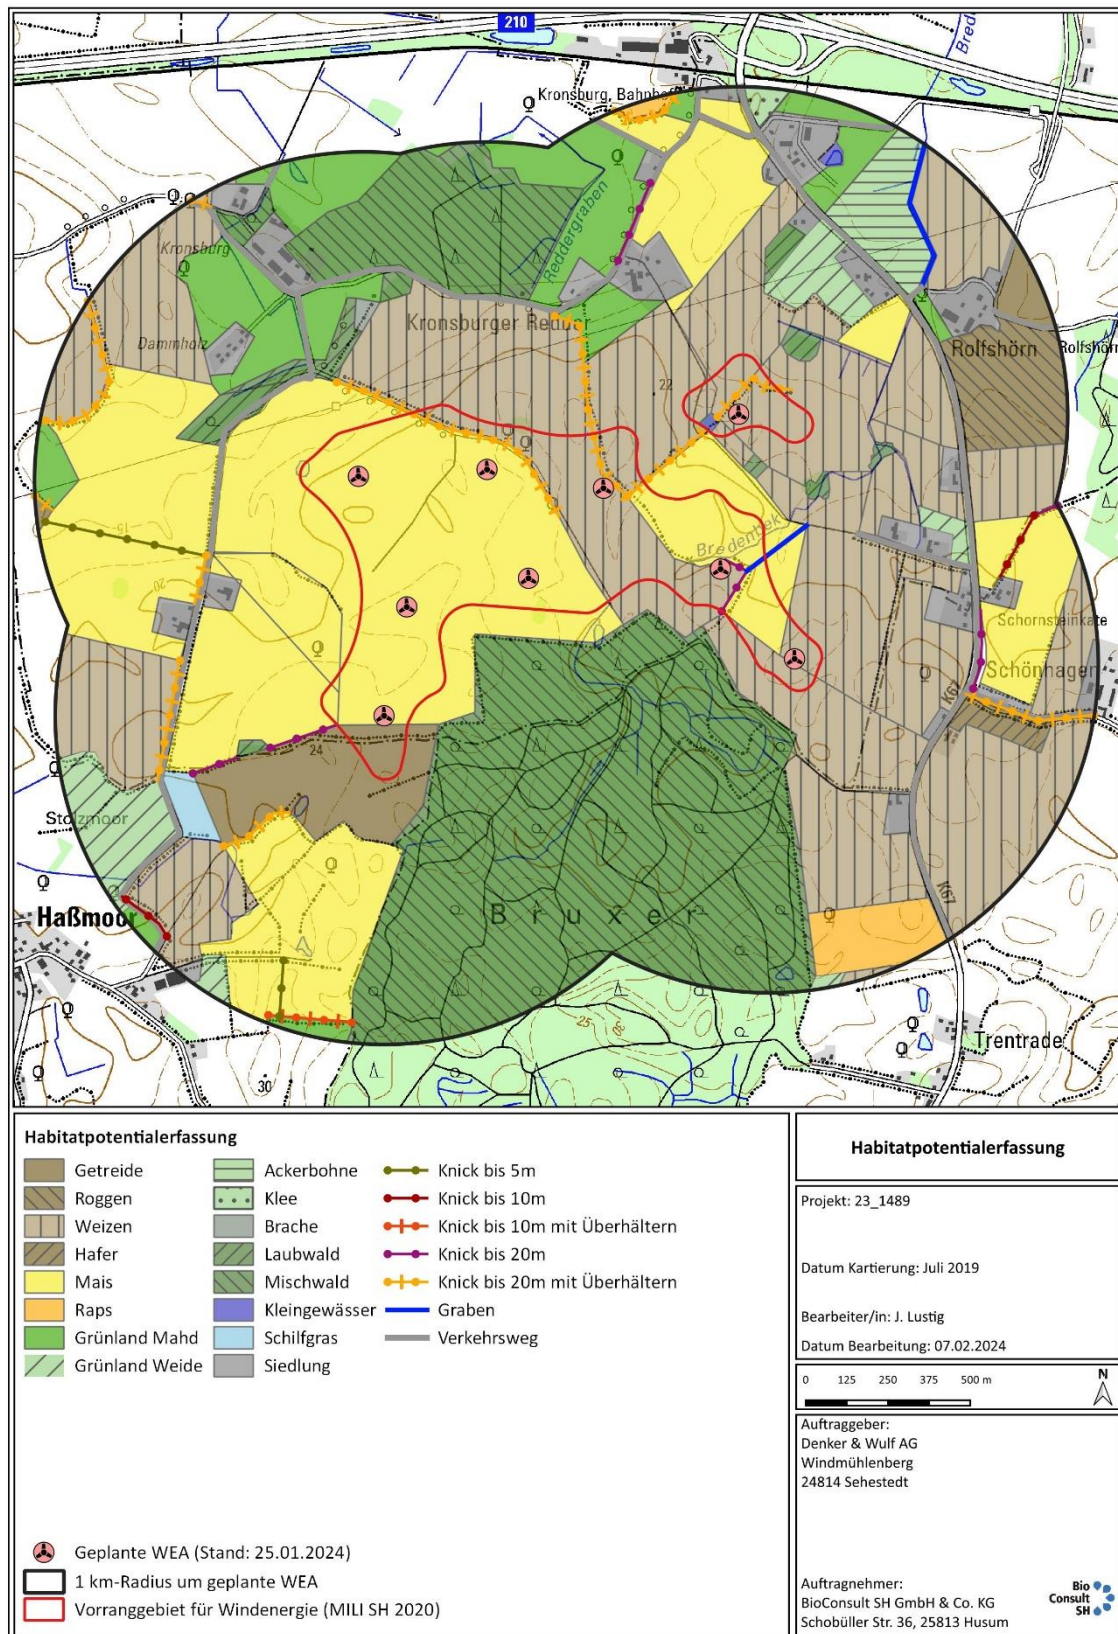 210
Bred
Kronsburg, Bahnhof
Kronsburg
Reddergraben
Dammholz
Kronsburger Redder
Rolfshörn
Rolfshörn
22
15
20
Bredenbek
Schornsteinkate
Schönhagen
K67
24
Stolzmoor
Haßmoor
Bruxer
K67
25
30
Trentrade
30
Habitatpotentialerfassung
Getreide
Roggen
Weizen
Hafer
Mais
Raps
Grünland Mahd
Grünland Weide
Ackerbohne
Klee
Brache
Laubwald
Mischwald
Kleingewässer
Schilfgras
Siedlung
Knick bis 5m
Knick bis 10m
Knick bis 10m mit Überhältern
Knick bis 20m
Knick bis 20m mit Überhältern
Graben
Verkehrsweg
Geplante WEA (Stand: 25.01.2024)
1 km-Radius um geplante WEA
Vorranggebiet für Windenergie (MILI SH 2020)
Habitatpotentialerfassung
Projekt: 23_1489
Datum Kartierung: Juli 2019
Bearbeiter/in: J. Lustig
Datum Bearbeitung: 07.02.2024
0 125 250 375 500 m
N
Auftraggeber:
Denker & Wulf AG
Windmühlenberg
24814 Sehestedt
Auftragnehmer:
BioConsult SH GmbH & Co. KG
Schobüller Str. 36, 25813 Husum
Bio
Consult
SH